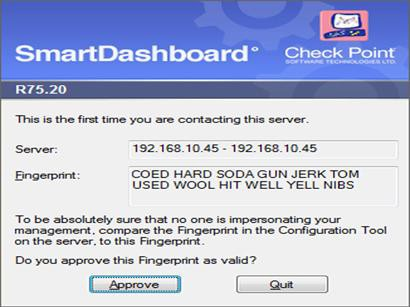 SmartDashboard
Check Point
SOFTWARE TECHNOLOGIES LTD.
R75.20
This is the first time you are contacting this server.
Server: 192.168.10.45 - 192.168.10.45
Fingerprint: COED HARD SODA GUN JERK TOM
USED WOOL HIT WELL YELL NIBS
To be absolutely sure that no one is impersonating your
management, compare the Fingerprint in the Configuration Tool
on the server, to this Fingerprint.
Do you approve this Fingerprint as valid?
Approve Quit